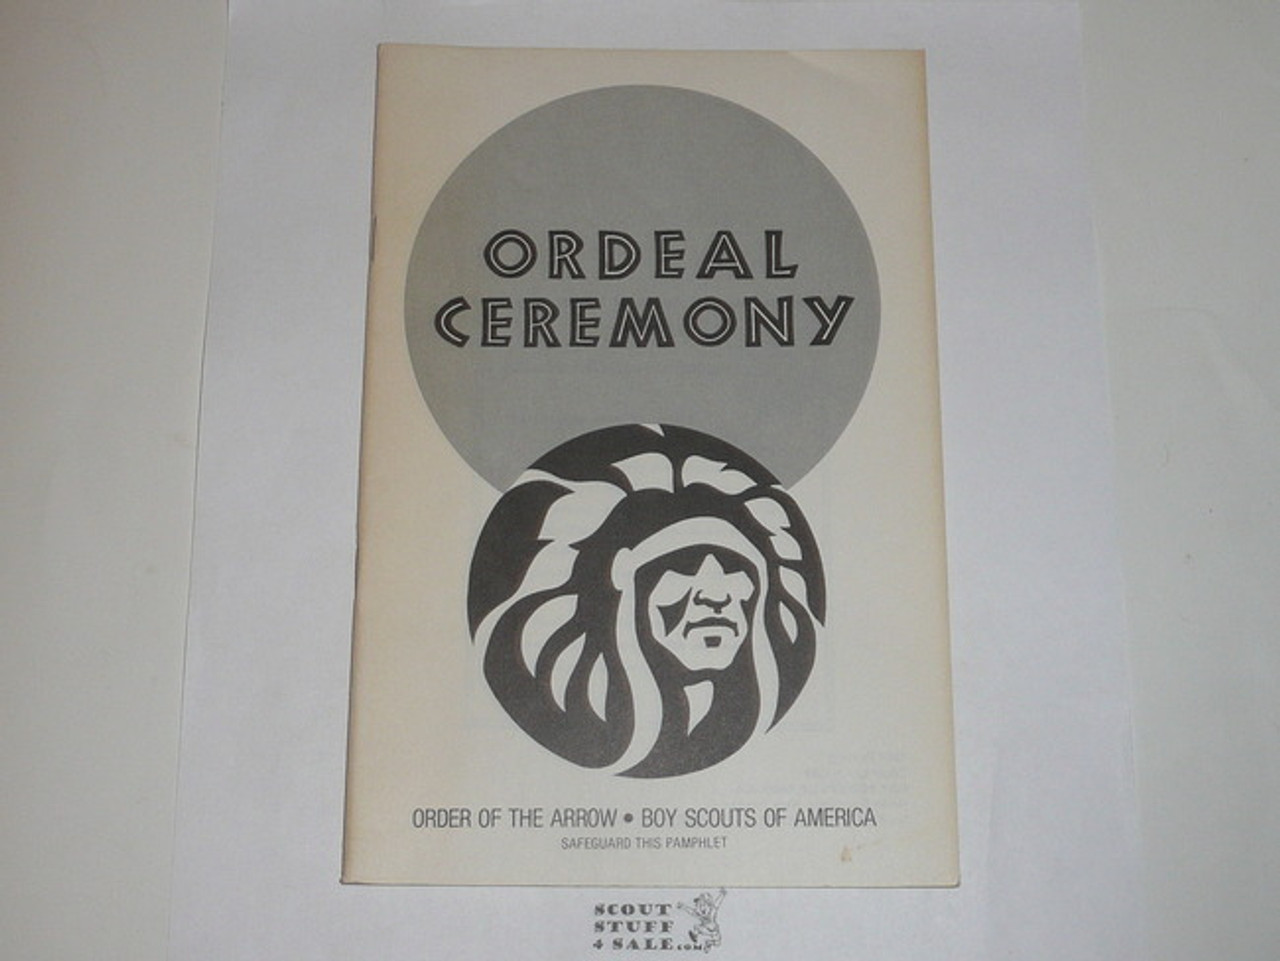 ORDEAL
CEREMONY
ORDER OF THE ARROW • BOY SCOUTS OF AMERICA
SAFEGUARD THIS PAMPHLET
SCOUT
STUFF
4 SALE.COM